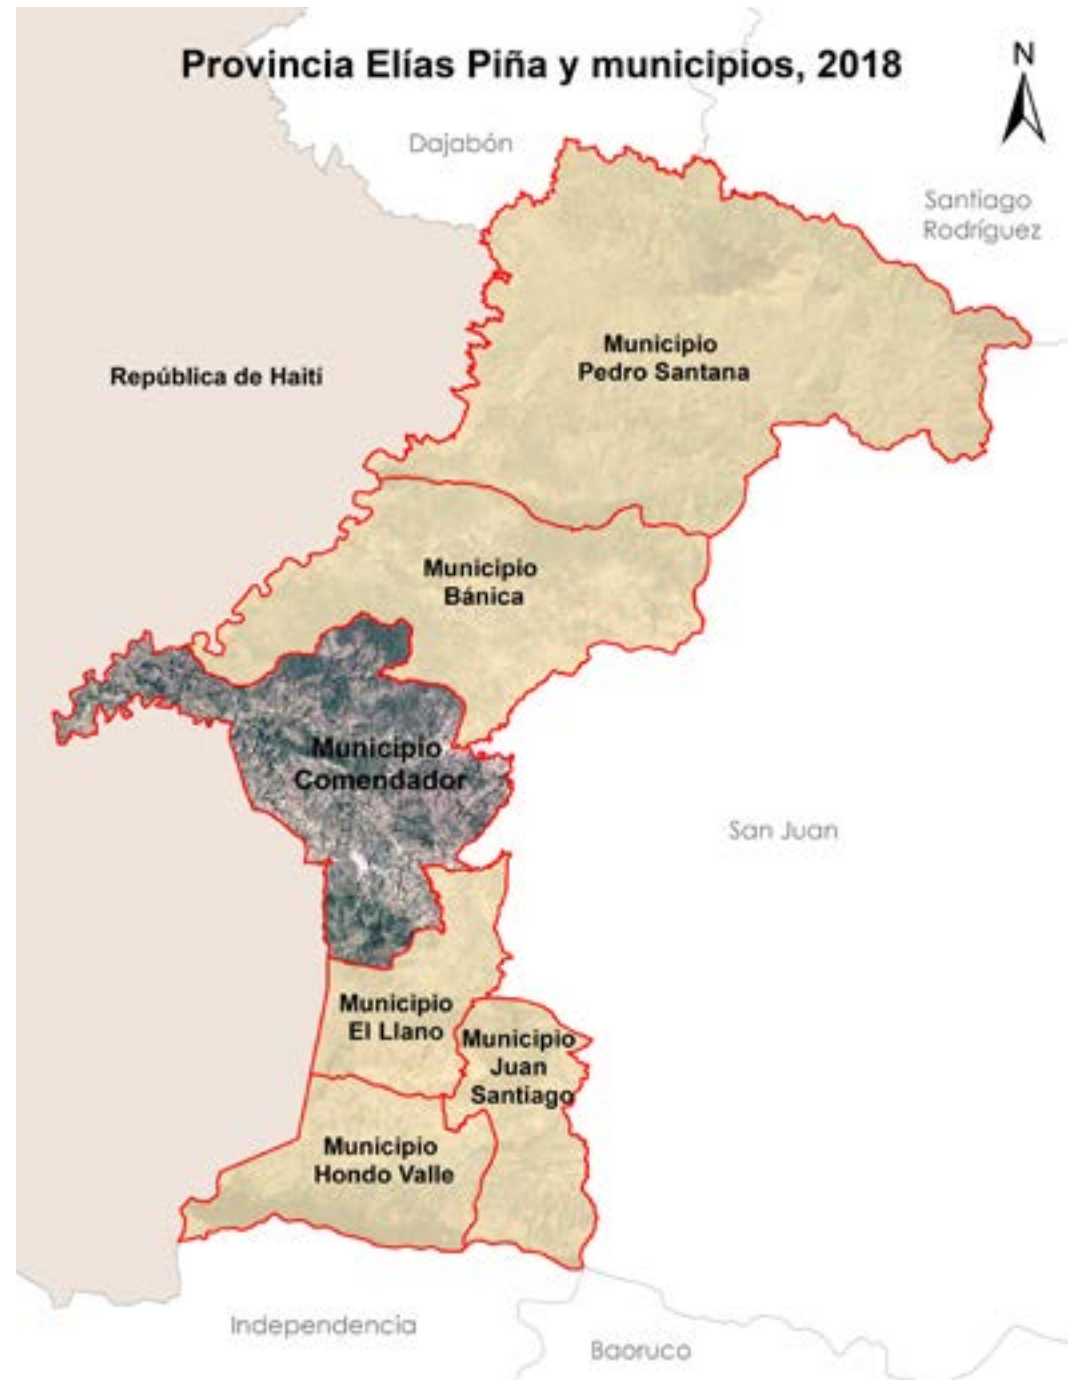 Provincia Elías Piña y municipios, 2018
N
Dajabón
Santiago
Rodríguez
Municipio
Pedro Santana
República de Haití
Municipio
Bánica
Municipio
Comendador
San Juan
Municipio
El Llano
Municipio
Juan
Santiago
Municipio
Hondo Valle
Independencia
Baoruco